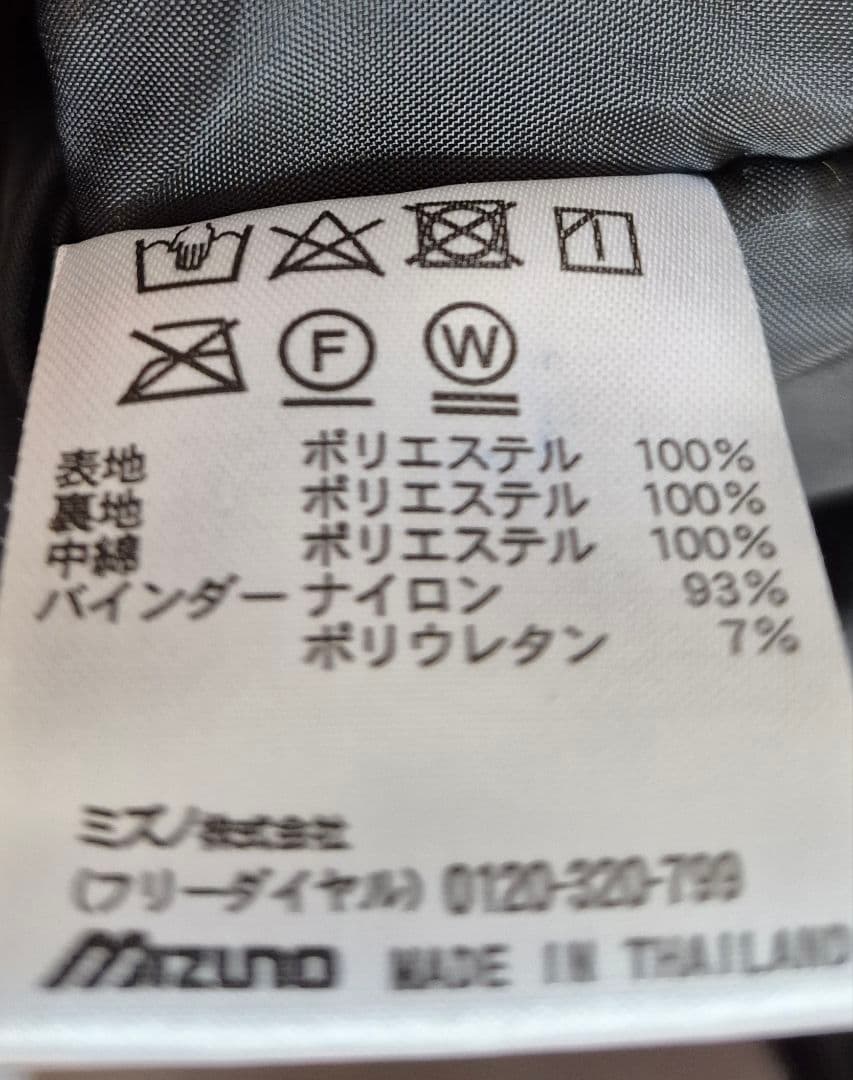 F W
表地 ポリエステル 100%
裏地 ポリエステル 100%
中綿 ポリエステル 100%
バインダー ナイロン 93%
ポリウレタン 7%
ミズノ株式会社
(フリーダイヤル) 0120-320-799
MIZUNO MADE IN THAILAND